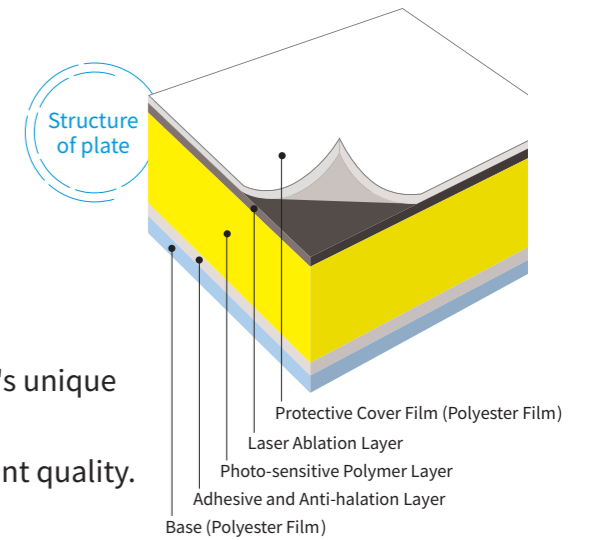 Structure
of plate
's unique
nt quality.
Protective Cover Film (Polyester Film)
Laser Ablation Layer
Photo-sensitive Polymer Layer
Adhesive and Anti-halation Layer
Base (Polyester Film)